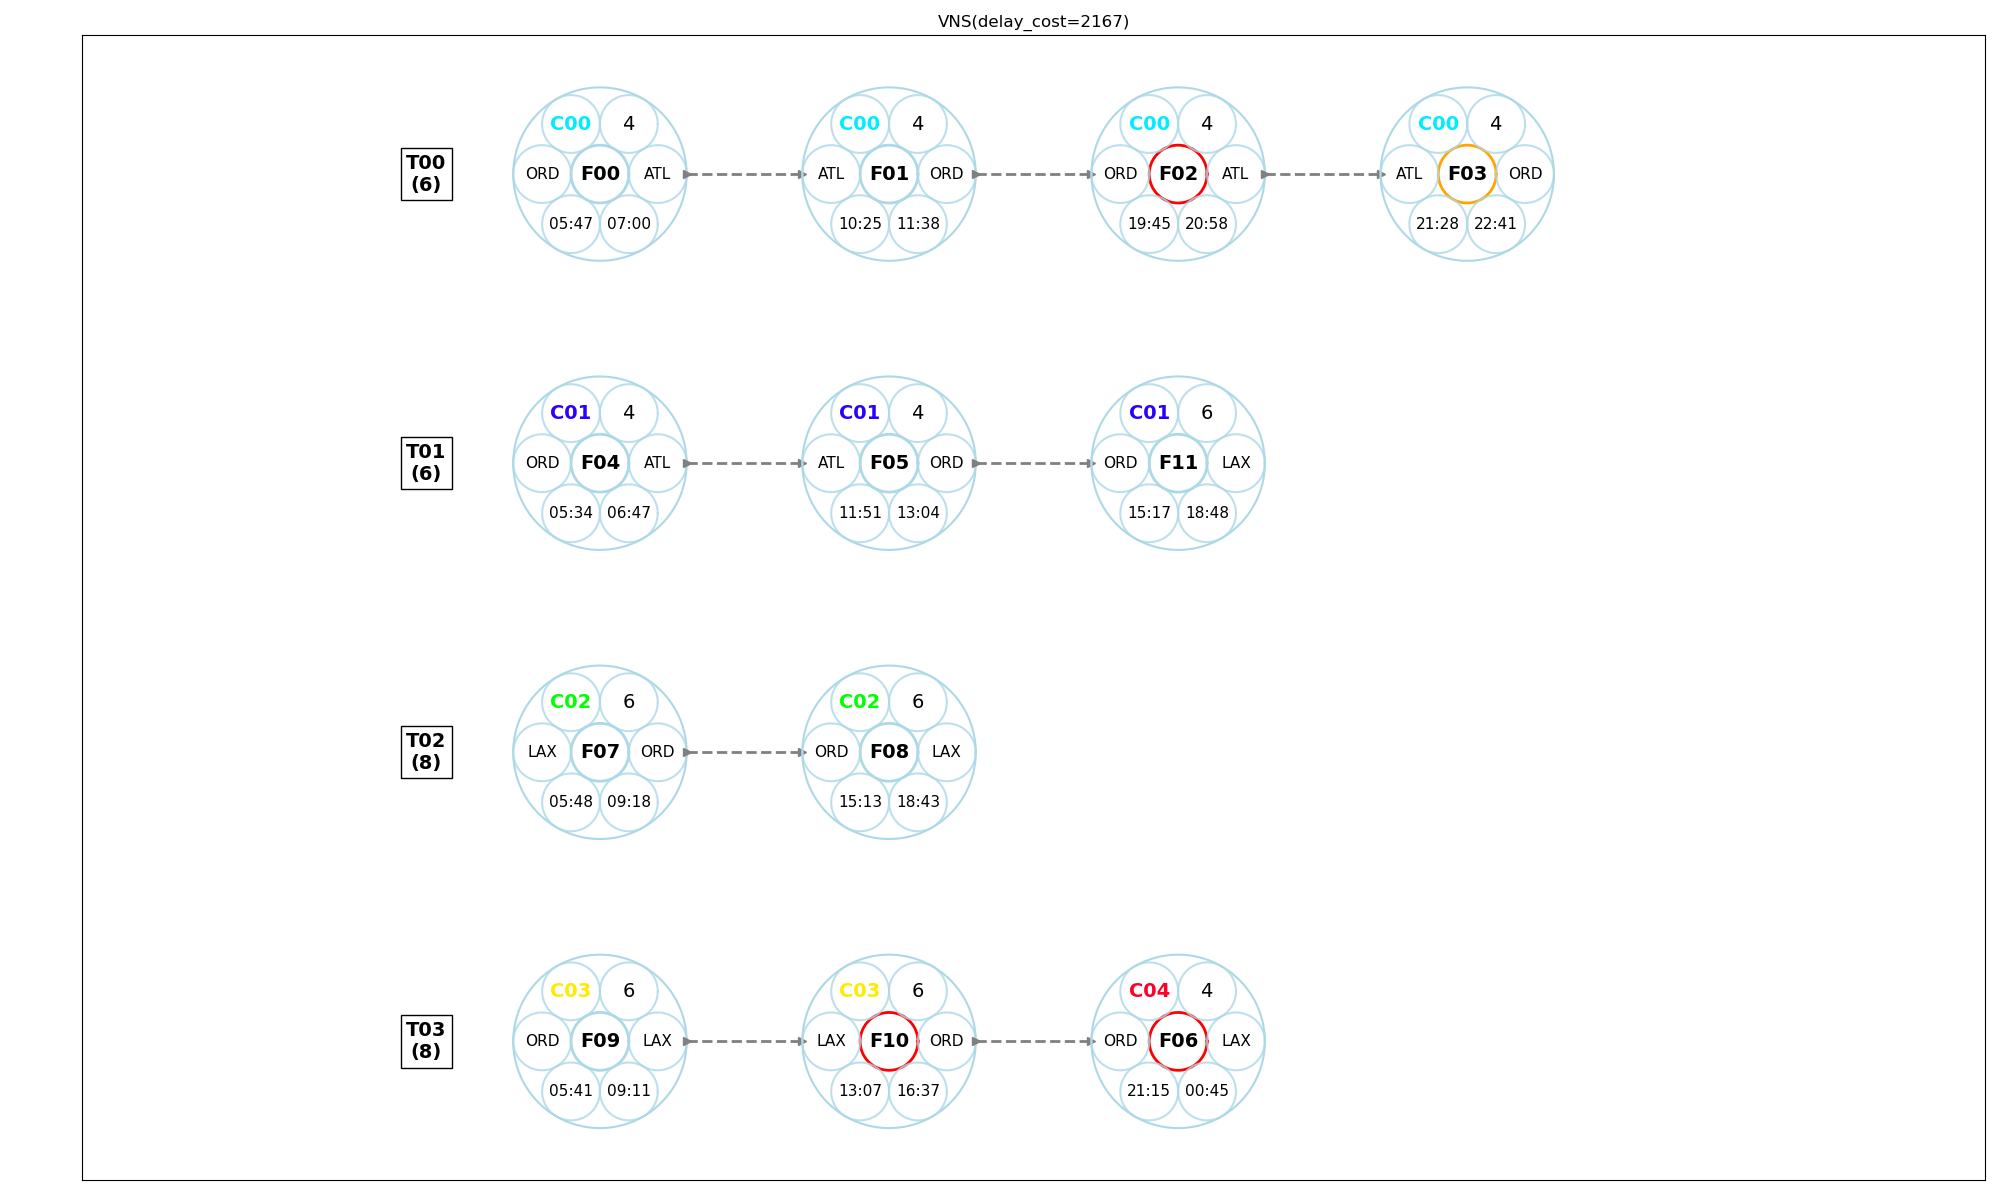 VNS(delay_cost=2167)
T00
(6)
C00 4
ORD F00 ATL
05:47 07:00
C00 4
ATL F01 ORD
10:25 11:38
C00 4
ORD F02 ATL
19:45 20:58
C00 4
ATL F03 ORD
21:28 22:41
T01
(6)
C01 4
ORD F04 ATL
05:34 06:47
C01 4
ATL F05 ORD
11:51 13:04
C01 6
ORD F11 LAX
15:17 18:48
T02
(8)
C02 6
LAX F07 ORD
05:48 09:18
C02 6
ORD F08 LAX
15:13 18:43
T03
(8)
C03 6
ORD F09 LAX
05:41 09:11
C03 6
LAX F10 ORD
13:07 16:37
C04 4
ORD F06 LAX
21:15 00:45